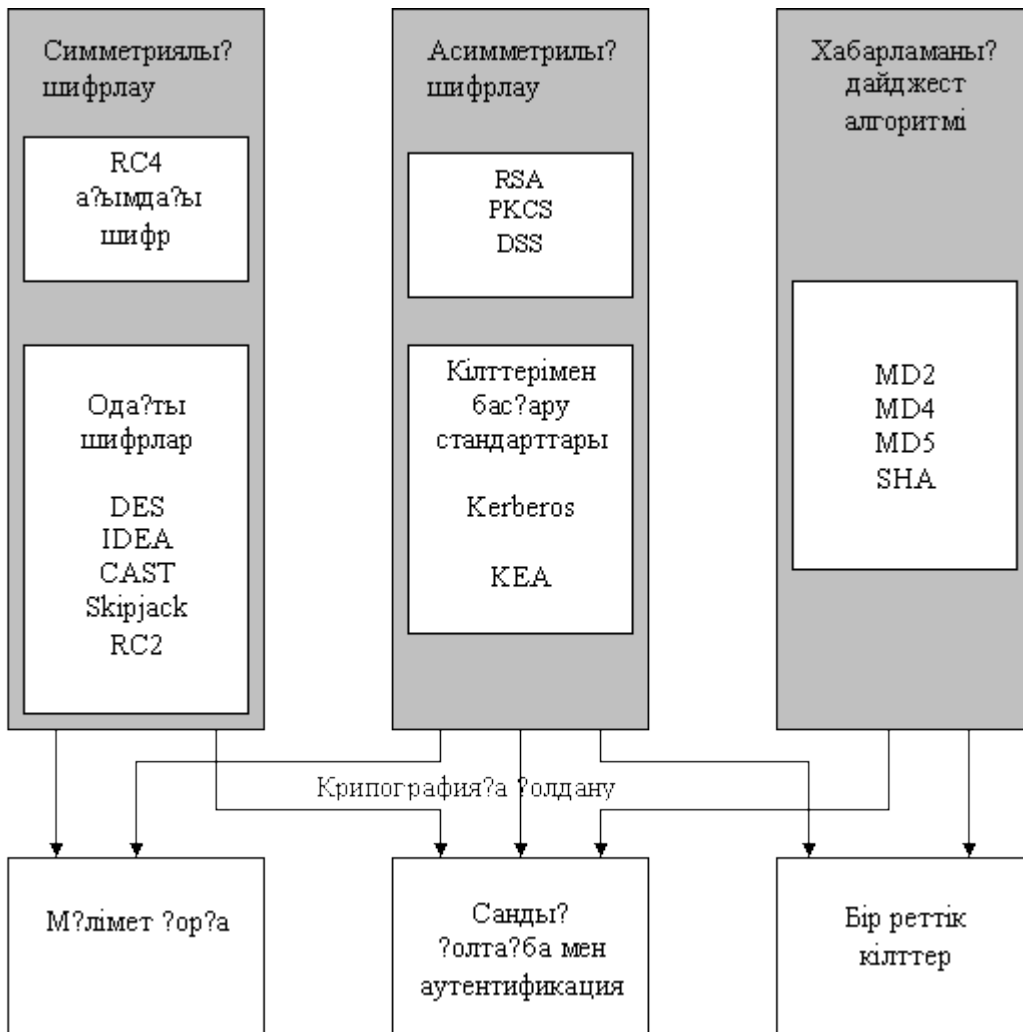 Симметриялы?
шифрлау
RC4
а?ымда?ы
шифр
Ода?ты
шифрлар
DES
IDEA
CAST
Skipjack
RC2
Асимметрилы?
шифрлау
RSA
PKCS
DSS
Кілттерімен
бас?ару
стандарттары
Kerberos
KEA
Хабарламаны?
дайджест
алгоритмі
MD2
MD4
MD5
SHA
Крипография?а ?олдану
М?лімет ?ор?а
Санды?
?олта?ба мен
аутентификация
Бір реттік
кілттер